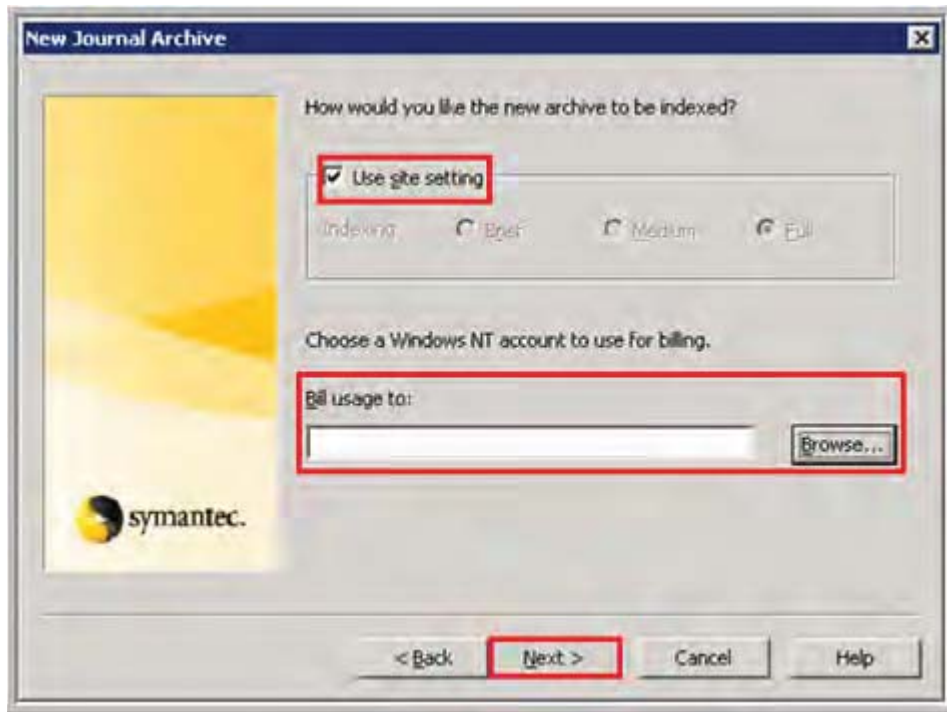 New Journal Archive
How would you like the new archive to be indexed?
Use site setting
Indexing Brief Medium Full
Choose a Windows NT account to use for billing.
Bill usage to:
Browse...
symantec.
< Back Next > Cancel Help